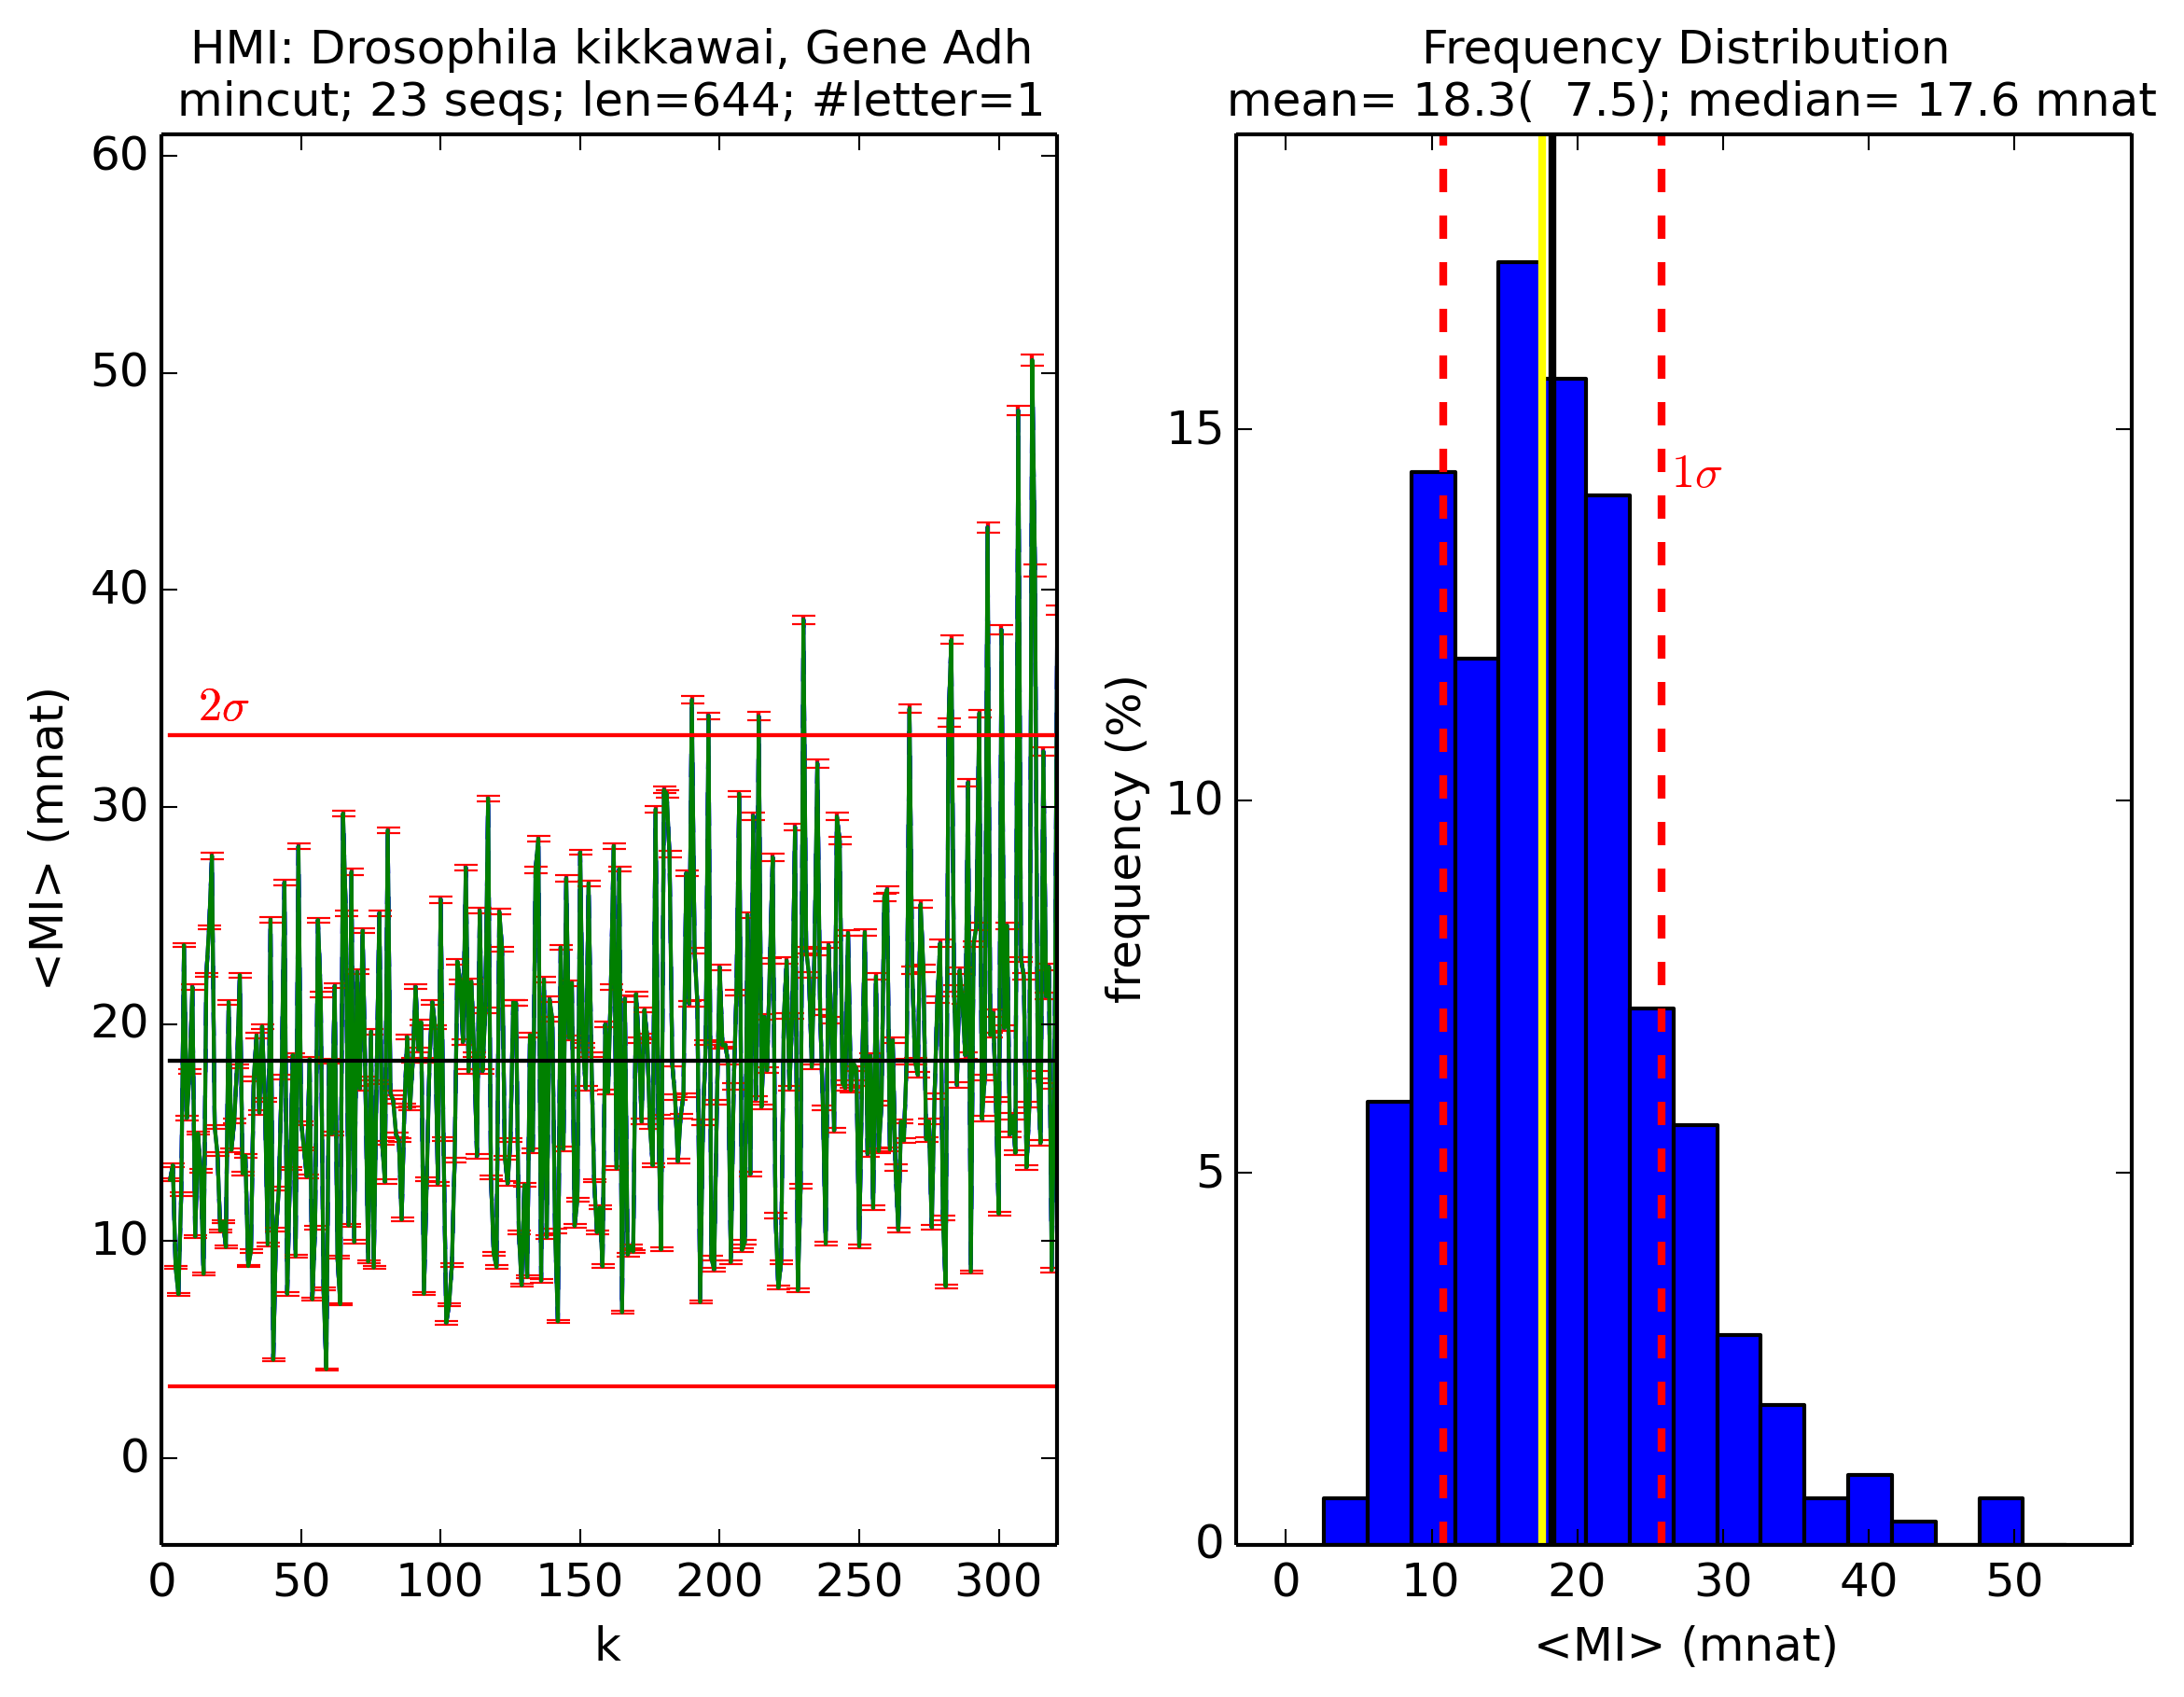 HMI: Drosophila kikkawai, Gene Adh
mincut; 23 seqs; len=644; #letter=1
60
50
40
30
20
10
0
<MI> (mnat)
2σ
0 50 100 150 200 250 300
k
Frequency Distribution
mean= 18.3( 7.5); median= 17.6 mnat
15
10
5
0
frequency (%)
1σ
0 10 20 30 40 50
<MI> (mnat)